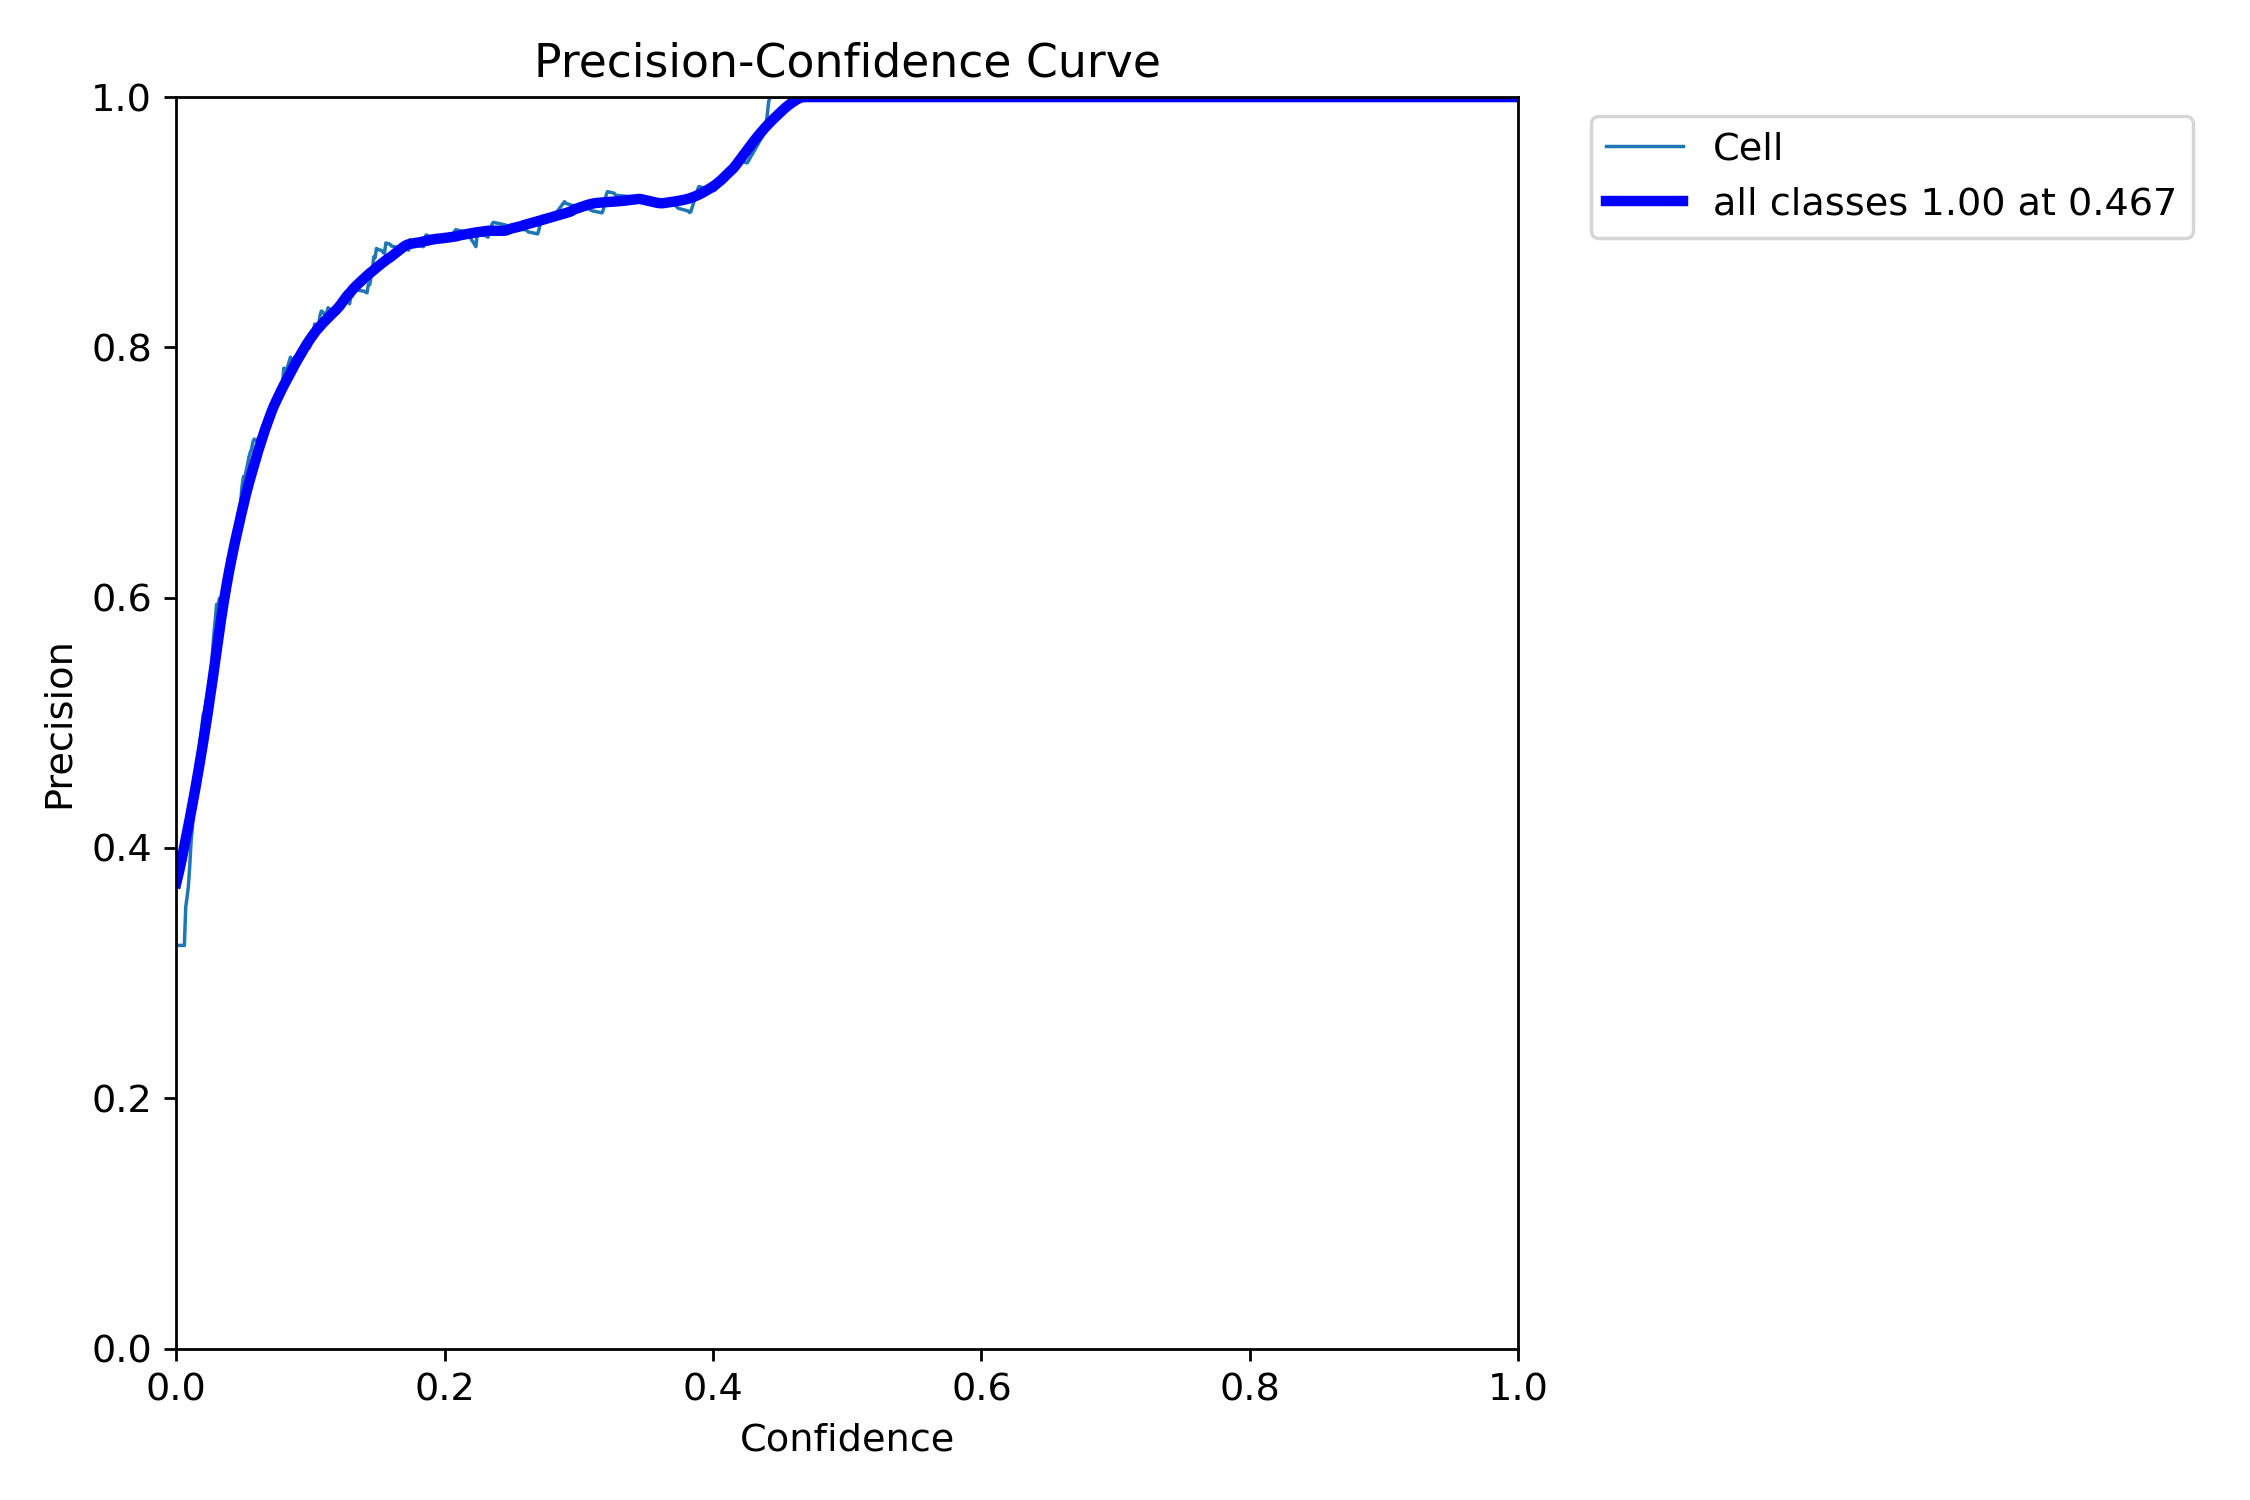 Precision-Confidence Curve
1.0
0.8
0.6
0.4
0.2
0.0
Precision
0.0 0.2 0.4 0.6 0.8 1.0
Confidence
Cell
all classes 1.00 at 0.467